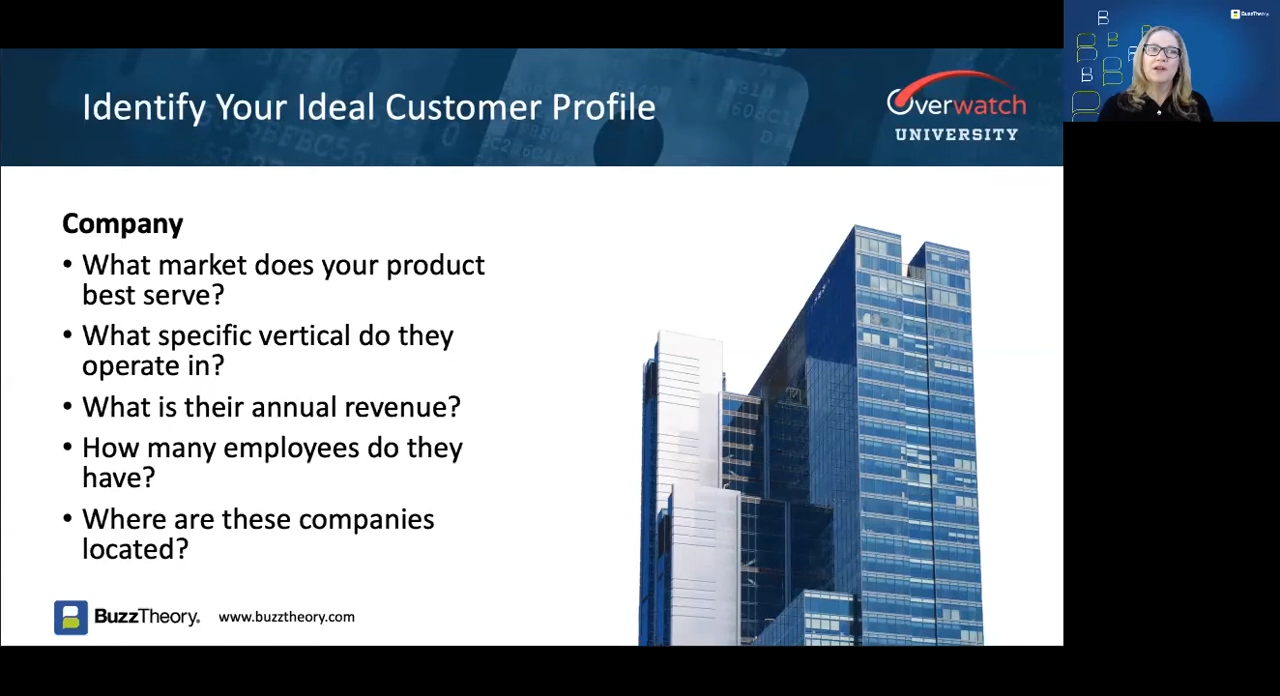 Identify Your Ideal Customer Profile
Overwatch
UNIVERSITY
BuzzTheory.
Company
• What market does your product
best serve?
• What specific vertical do they
operate in?
• What is their annual revenue?
• How many employees do they
have?
• Where are these companies
located?
BuzzTheory. www.buzztheory.com